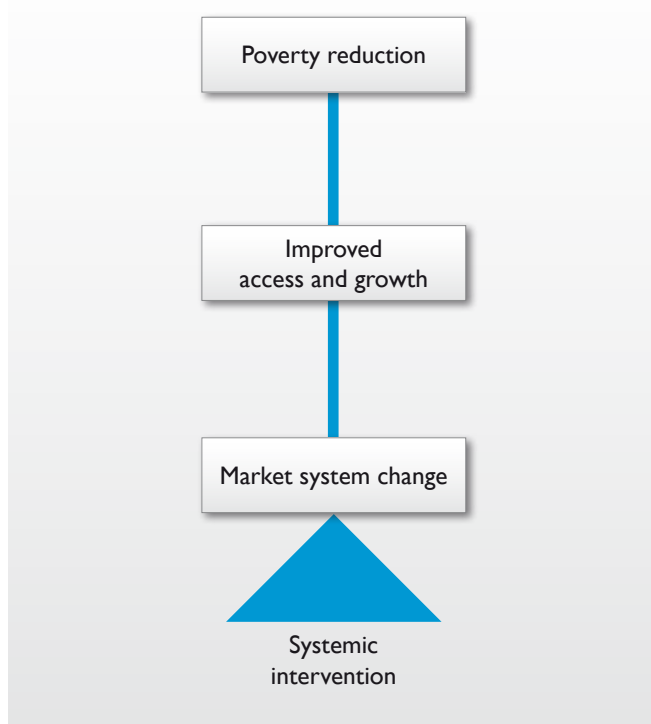 Poverty reduction
Improved
access and growth
Market system change
Systemic
intervention